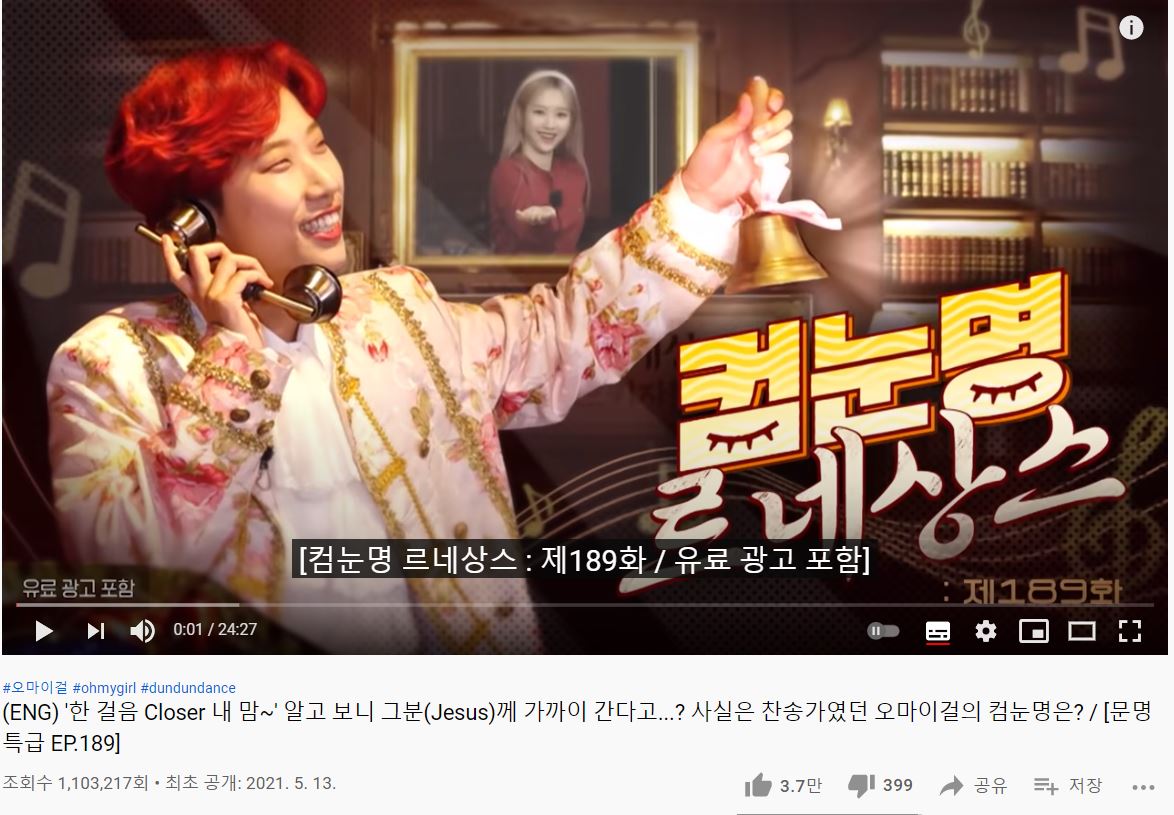 컴눈명
르네상스
[컴눈명 르네상스 : 제189화 / 유료 광고 포함]
유료 광고 포함
: 제189화
0:01 / 24:27
#오마이걸 #ohmygirl #dundundance
(ENG) '한 걸음 Closer 내 맘~' 알고 보니 그분(Jesus)께 가까이 간다고...? 사실은 찬송가였던 오마이걸의 컴눈명은? / [문명
특급 EP.189]
조회수 1,103,217회 • 최초 공개: 2021. 5. 13.
3.7만 399 공유 저장